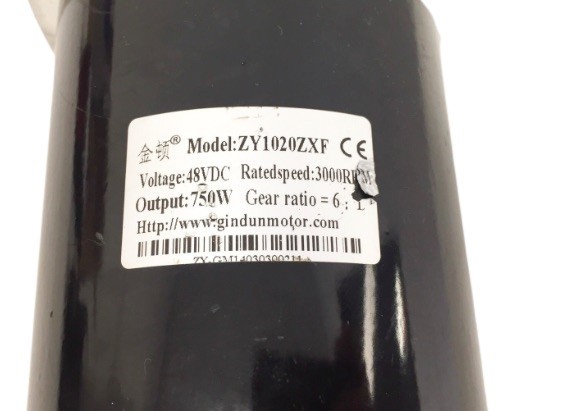 金顿® Model:ZY1020ZXF CE
Voltage:48VDC Ratedspeed:3000RPM
Output:750W Gear ratio = 6 : 1
Http://www.gindunmotor.com